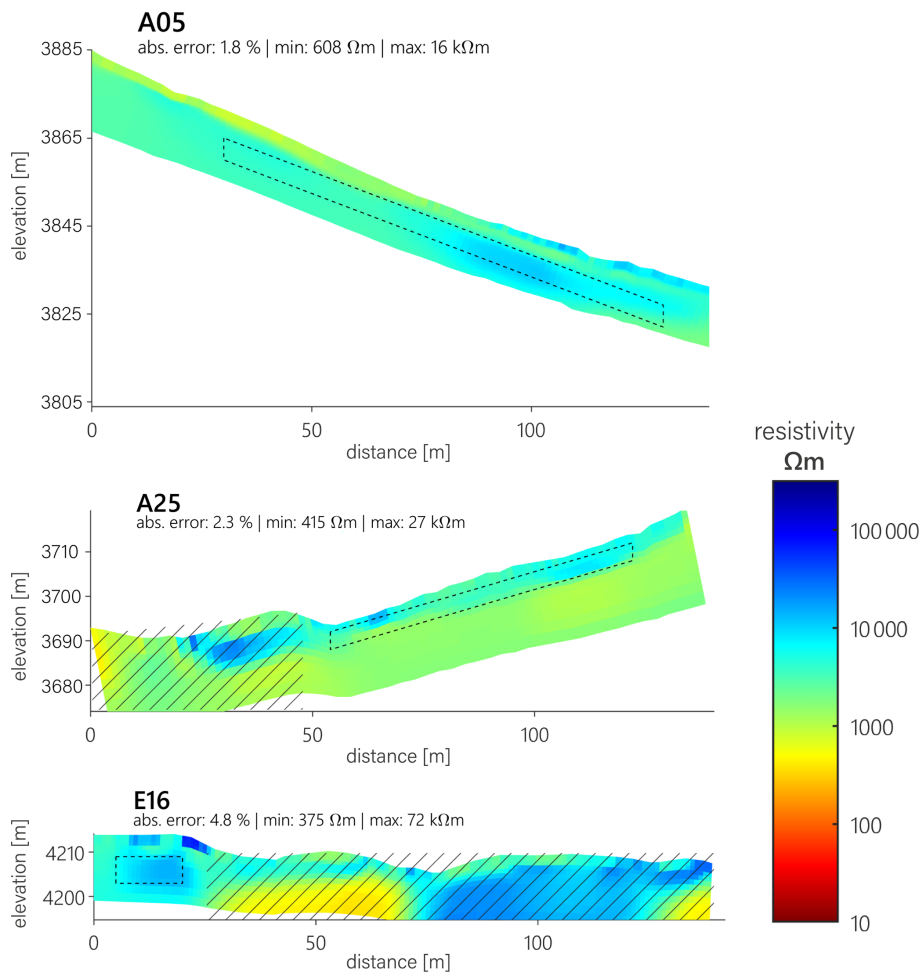 A05
abs. error: 1.8 % | min: 608 Ωm | max: 16 kΩm
3885
3865
3845
3825
3805
elevation [m]
0 50 100
distance [m]
resistivity
Ωm
100 000
10 000
1000
100
10
A25
abs. error: 2.3 % | min: 415 Ωm | max: 27 kΩm
3710
3700
3690
3680
elevation [m]
0 50 100
distance [m]
E16
abs. error: 4.8 % | min: 375 Ωm | max: 72 kΩm
4210
4200
elevation [m]
0 50 100
distance [m]